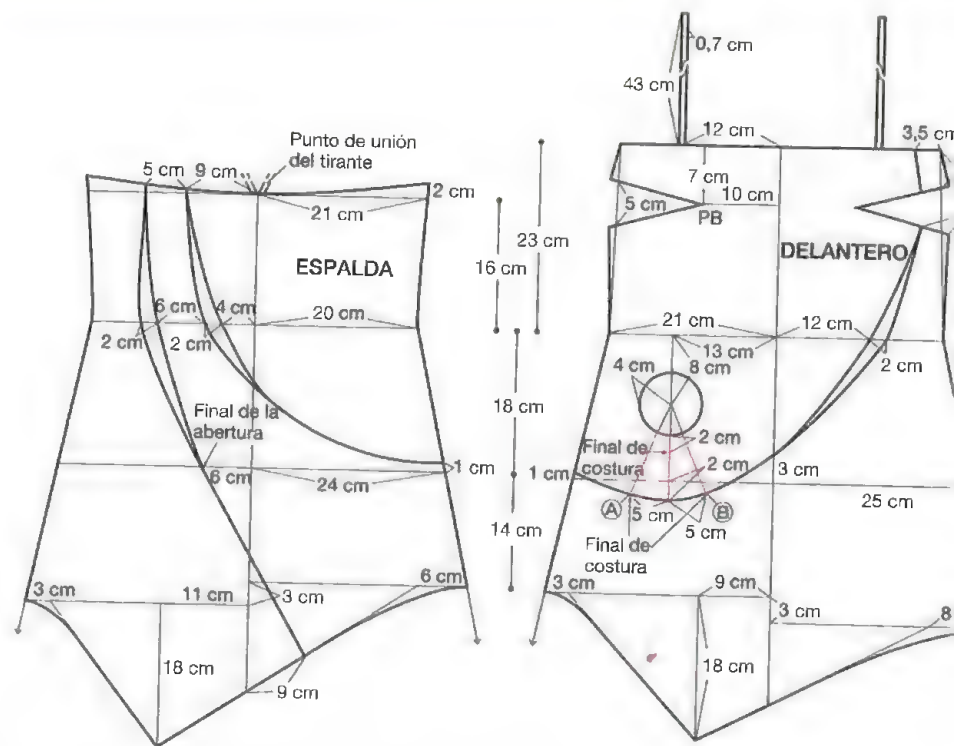 0,7 cm
43 cm
12 cm
3,5 cm
7 cm
10 cm
5 cm
PB
Punto de unión
del tirante
5 cm
9 cm
2 cm
21 cm
23 cm
16 cm
ESPALDA
DELANTERO
6 cm
4 cm
20 cm
2 cm
2 cm
21 cm
12 cm
13 cm
2 cm
4 cm
8 cm
18 cm
Final de la
abertura
2 cm
Final de
costura
2 cm
3 cm
1 cm
1 cm
6 cm
24 cm
25 cm
A
5 cm
B
5 cm
14 cm
Final de
costura
3 cm
11 cm
3 cm
6 cm
3 cm
9 cm
3 cm
8
18 cm
9 cm
18 cm